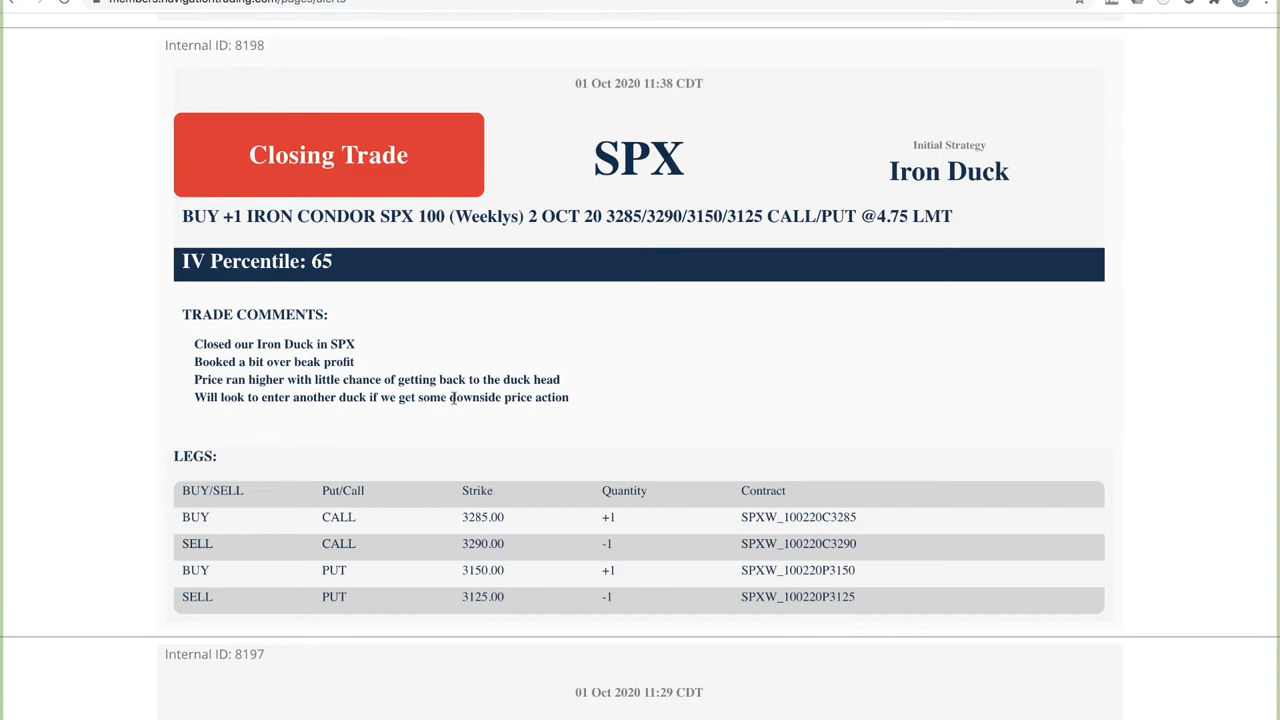 members.navigationtrading.com/pages/alerts
Internal ID: 8198
01 Oct 2020 11:38 CDT
Closing Trade
SPX
Initial Strategy
Iron Duck
BUY +1 IRON CONDOR SPX 100 (Weeklys) 2 OCT 20 3285/3290/3150/3125 CALL/PUT @4.75 LMT
IV Percentile: 65
TRADE COMMENTS:
Closed our Iron Duck in SPX
Booked a bit over beak profit
Price ran higher with little chance of getting back to the duck head
Will look to enter another duck if we get some downside price action
LEGS:
BUY/SELL Put/Call Strike Quantity Contract
BUY CALL 3285.00 +1 SPXW_100220C3285
SELL CALL 3290.00 -1 SPXW_100220C3290
BUY PUT 3150.00 +1 SPXW_100220P3150
SELL PUT 3125.00 -1 SPXW_100220P3125
Internal ID: 8197
01 Oct 2020 11:29 CDT